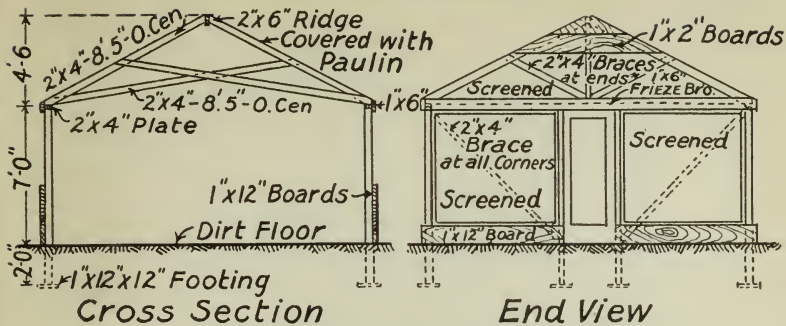 2"x6" Ridge
Covered with
Paulin
2"x4"-8'.5"-O.Cen
4'-6
2"x4"-8'.5"-O.Cen
1"x6"
2"x4" Plate
7'-0"
1"x12" Boards
Dirt Floor
2'0"
1"x12"x12" Footing
Cross Section
1"x2" Boards
2"x4" Braces
at ends
Screened
1"x6"
FRIEZE BRD.
2"x4"
Brace
at all Corners
Screened
Screened
1"x12" Board
End View